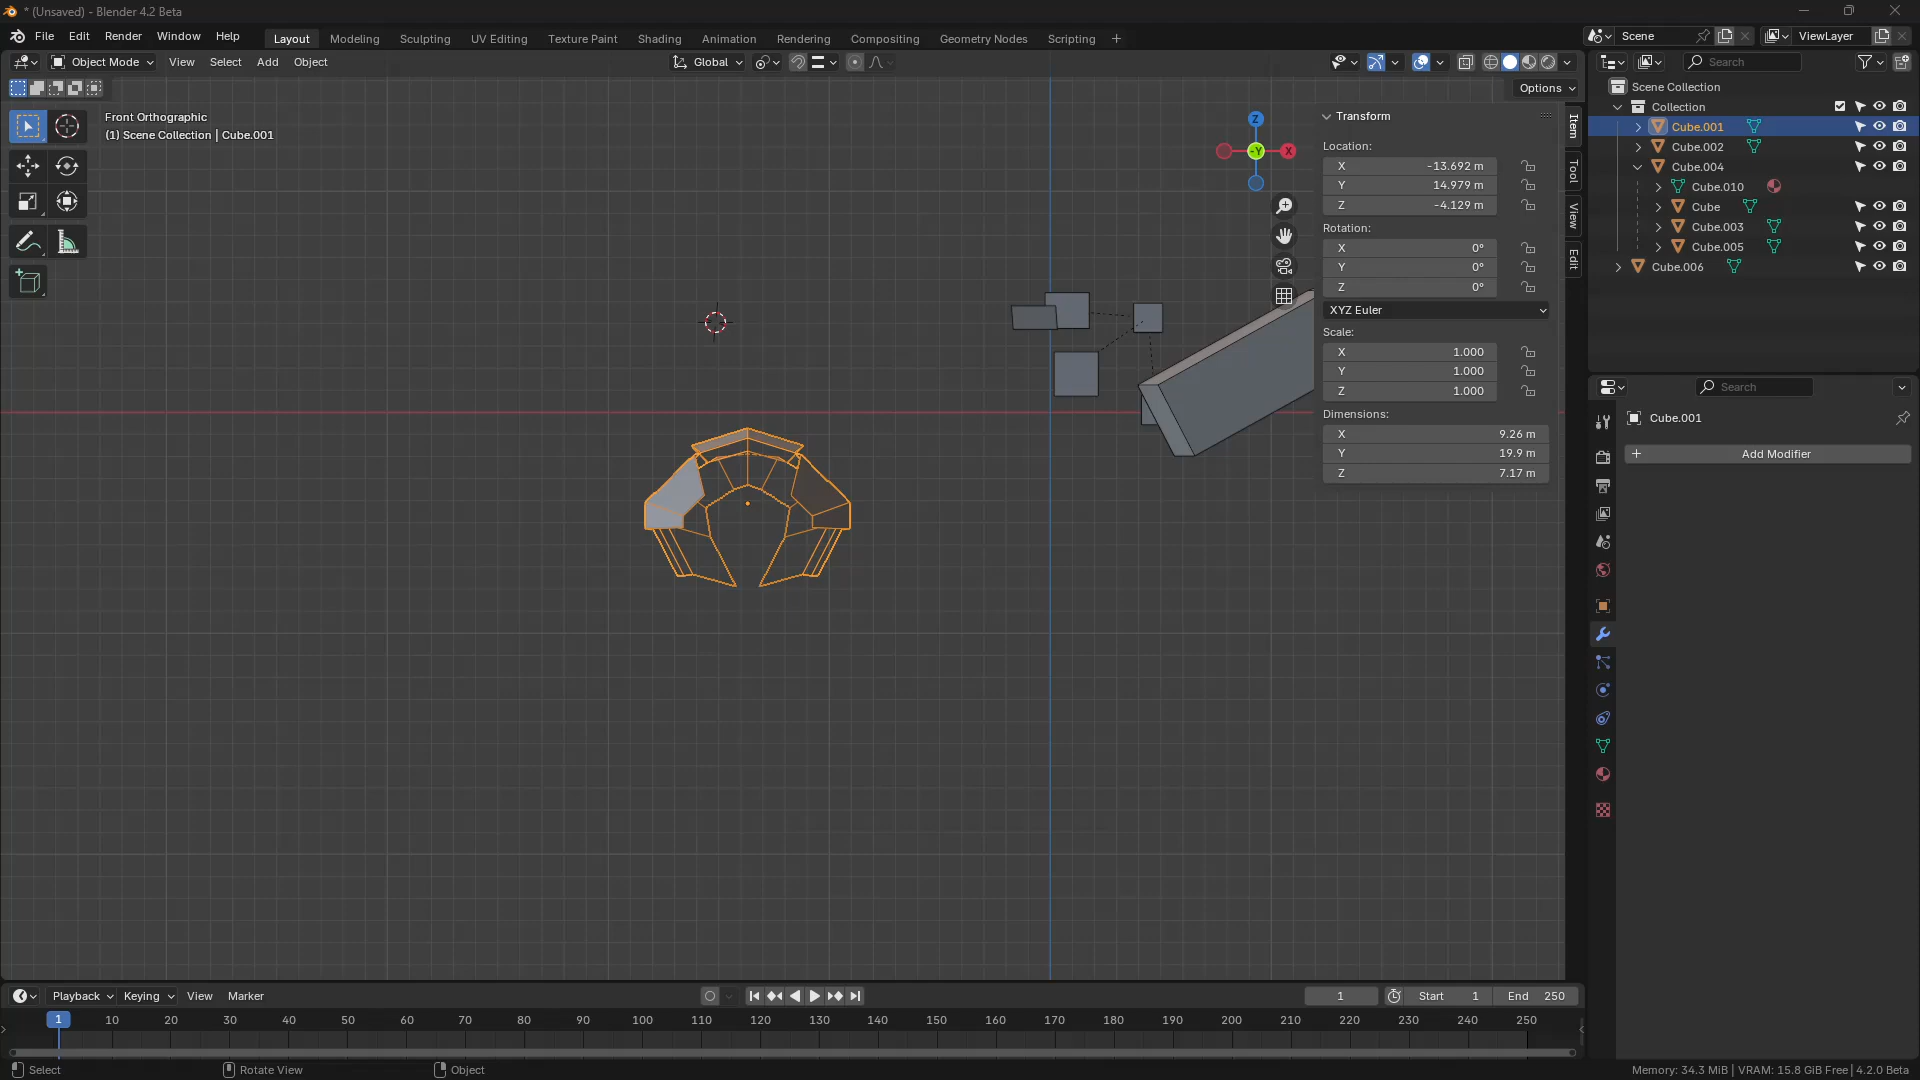 * (Unsaved) - Blender 4.2 Beta
File Edit Render Window Help Layout Modeling Sculpting UV Editing Texture Paint Shading Animation Rendering Compositing Geometry Nodes Scripting + Scene ViewLayer
Object Mode View Select Add Object Global Search
Options
Front Orthographic
(1) Scene Collection | Cube.001
Z
-Y
X
Transform
Location:
X -13.692 m
Y 14.979 m
Z -4.129 m
Rotation:
X 0°
Y 0°
Z 0°
XYZ Euler
Scale:
X 1.000
Y 1.000
Z 1.000
Dimensions:
X 9.26 m
Y 19.9 m
Z 7.17 m
Item
Tool
View
Edit
Scene Collection
Collection
Cube.001
Cube.002
Cube.004
Cube.010
Cube
Cube.003
Cube.005
Cube.006
Search
Cube.001
+ Add Modifier
Playback Keying View Marker 1 Start 1 End 250
1 10 20 30 40 50 60 70 80 90 100 110 120 130 140 150 160 170 180 190 200 210 220 230 240 250
Select Rotate View Object Memory: 34.3 MiB | VRAM: 15.8 GiB Free | 4.2.0 Beta